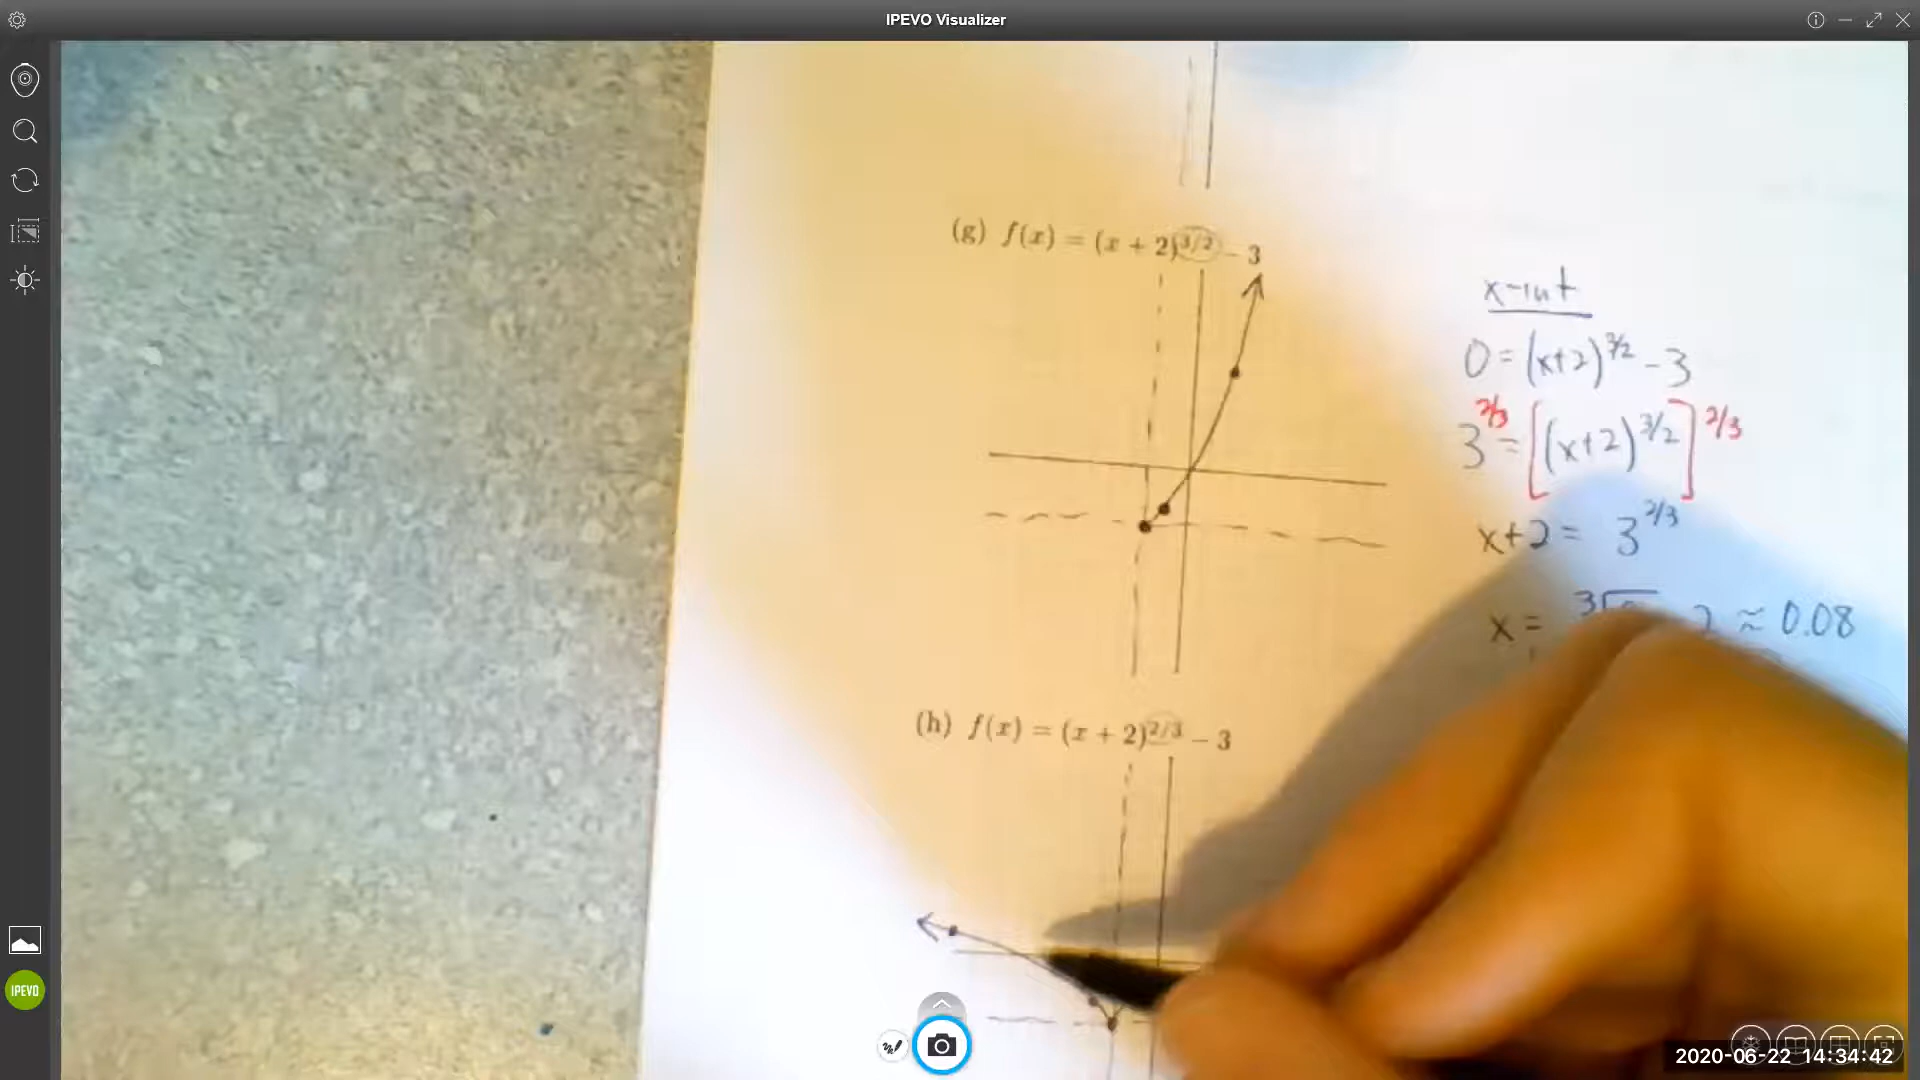 IPEVO Visualizer
(g) f(x) = (x + 2)^{3/2} - 3
x-int
0 = (x+2)^{3/2} - 3
3^{2/3} = [(x+2)^{3/2}]^{2/3}
x+2 = 3^{2/3}
x = 2 ≈ 0.08
(h) f(x) = (x + 2)^{2/3} - 3
IPEVO
2020-06-22 14:34:42